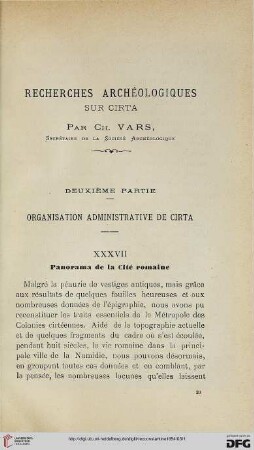 RECHERCHES ARCHÉOLOGIQUES
SUR CIRTA
PAR CH. VARS,
SECRÉTAIRE DE LA SOCIÉTÉ ARCHÉOLOGIQUE
DEUXIÈME PARTIE
ORGANISATION ADMINISTRATIVE DE CIRTA
XXXVII
Panorama de la Cité romaine
Malgré la pénurie de vestiges antiques, mais grâce
aux résultats de quelques fouilles heureuses et aux
nombreuses données de l'épigraphie, nous avons pu
reconstituer les traits essentiels de la Métropole des
Colonies cirtéennes. Aidé de la topographie actuelle
et de quelques fragments du cadre où s'est écoulée,
pendant huit siècles, la vie romaine dans la princi-
pale ville de la Numidie, nous pouvons désormais,
en groupant toutes ces données et en comblant, par
la pensée, les nombreuses lacunes qu'elles laissent